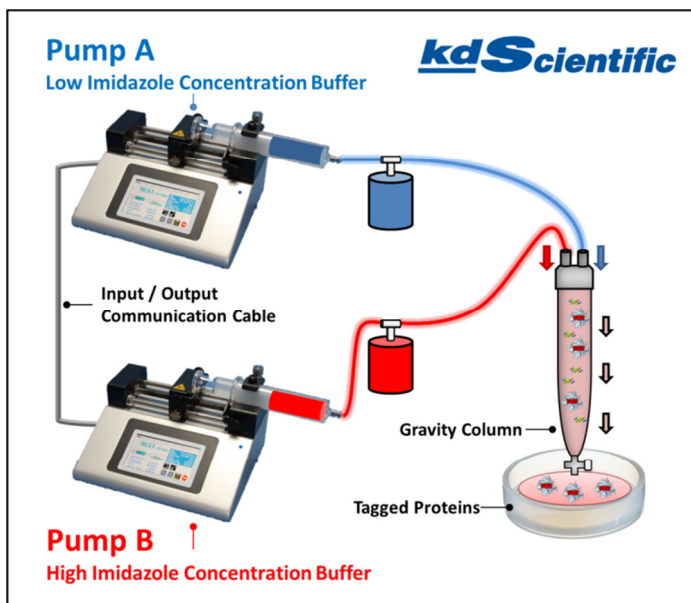 Pump A
Low Imidazole Concentration Buffer
kdScientific
Input / Output
Communication Cable
Gravity Column
Tagged Proteins
Pump B
High Imidazole Concentration Buffer